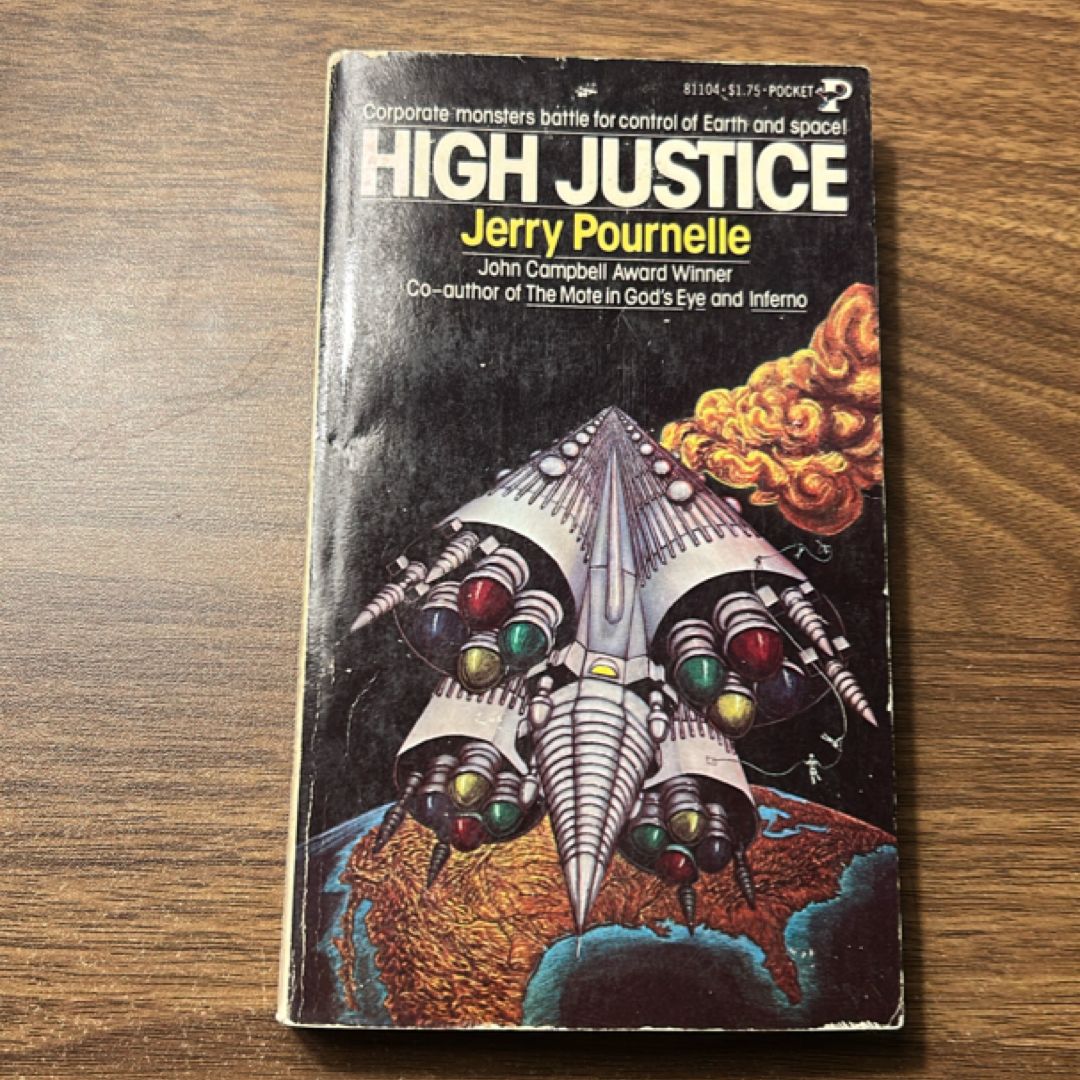 81104 • $1.75 • POCKET
Corporate monsters battle for control of Earth and space!
HIGH JUSTICE
Jerry Pournelle
John Campbell Award Winner
Co-author of The Mote in God's Eye and Inferno